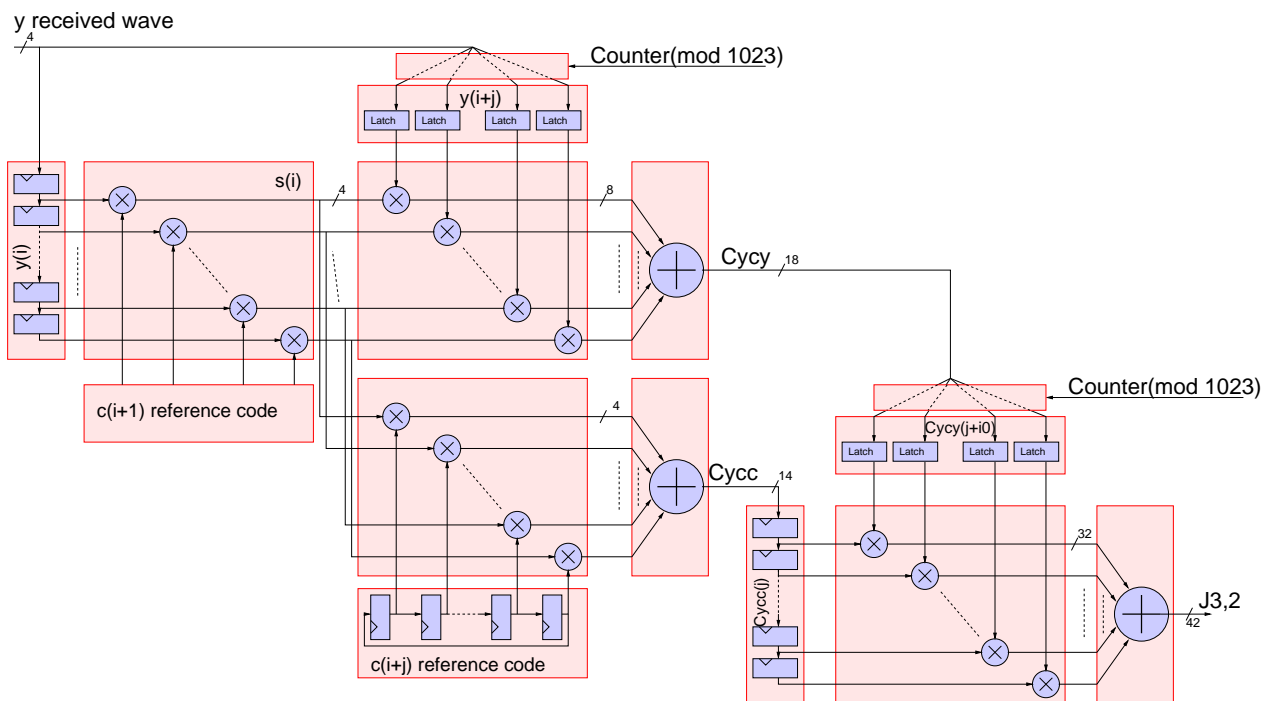 y received wave
4
Counter(mod 1023)
y(i+j)
Latch Latch Latch Latch
s(i)
4
8
y(i)
Cycy
18
c(i+1) reference code
Counter(mod 1023)
4
Cycy(j+i0)
Latch Latch Latch Latch
Cycc
14
32
Cycc(j)
J3,2
42
c(i+j) reference code